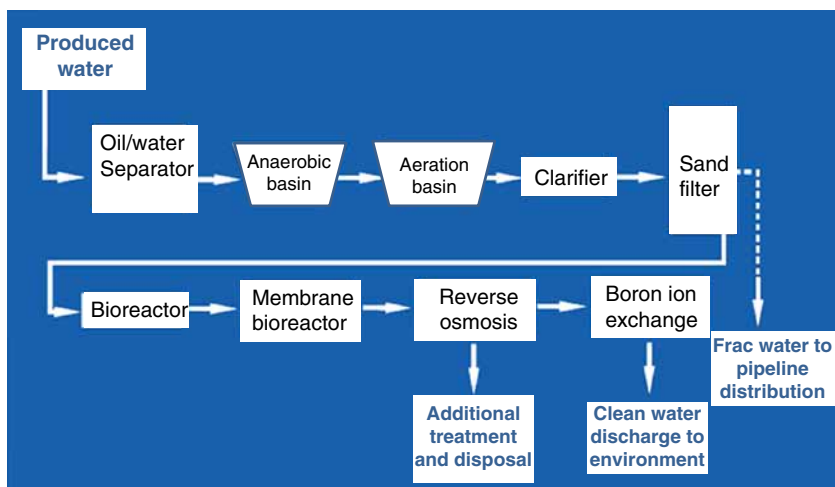 Produced
water
Oil/water
Separator
Anaerobic
basin
Aeration
basin
Clarifier
Sand
filter
Bioreactor
Membrane
bioreactor
Reverse
osmosis
Boron ion
exchange
Frac water to
pipeline
distribution
Additional
treatment
and disposal
Clean water
discharge to
environment